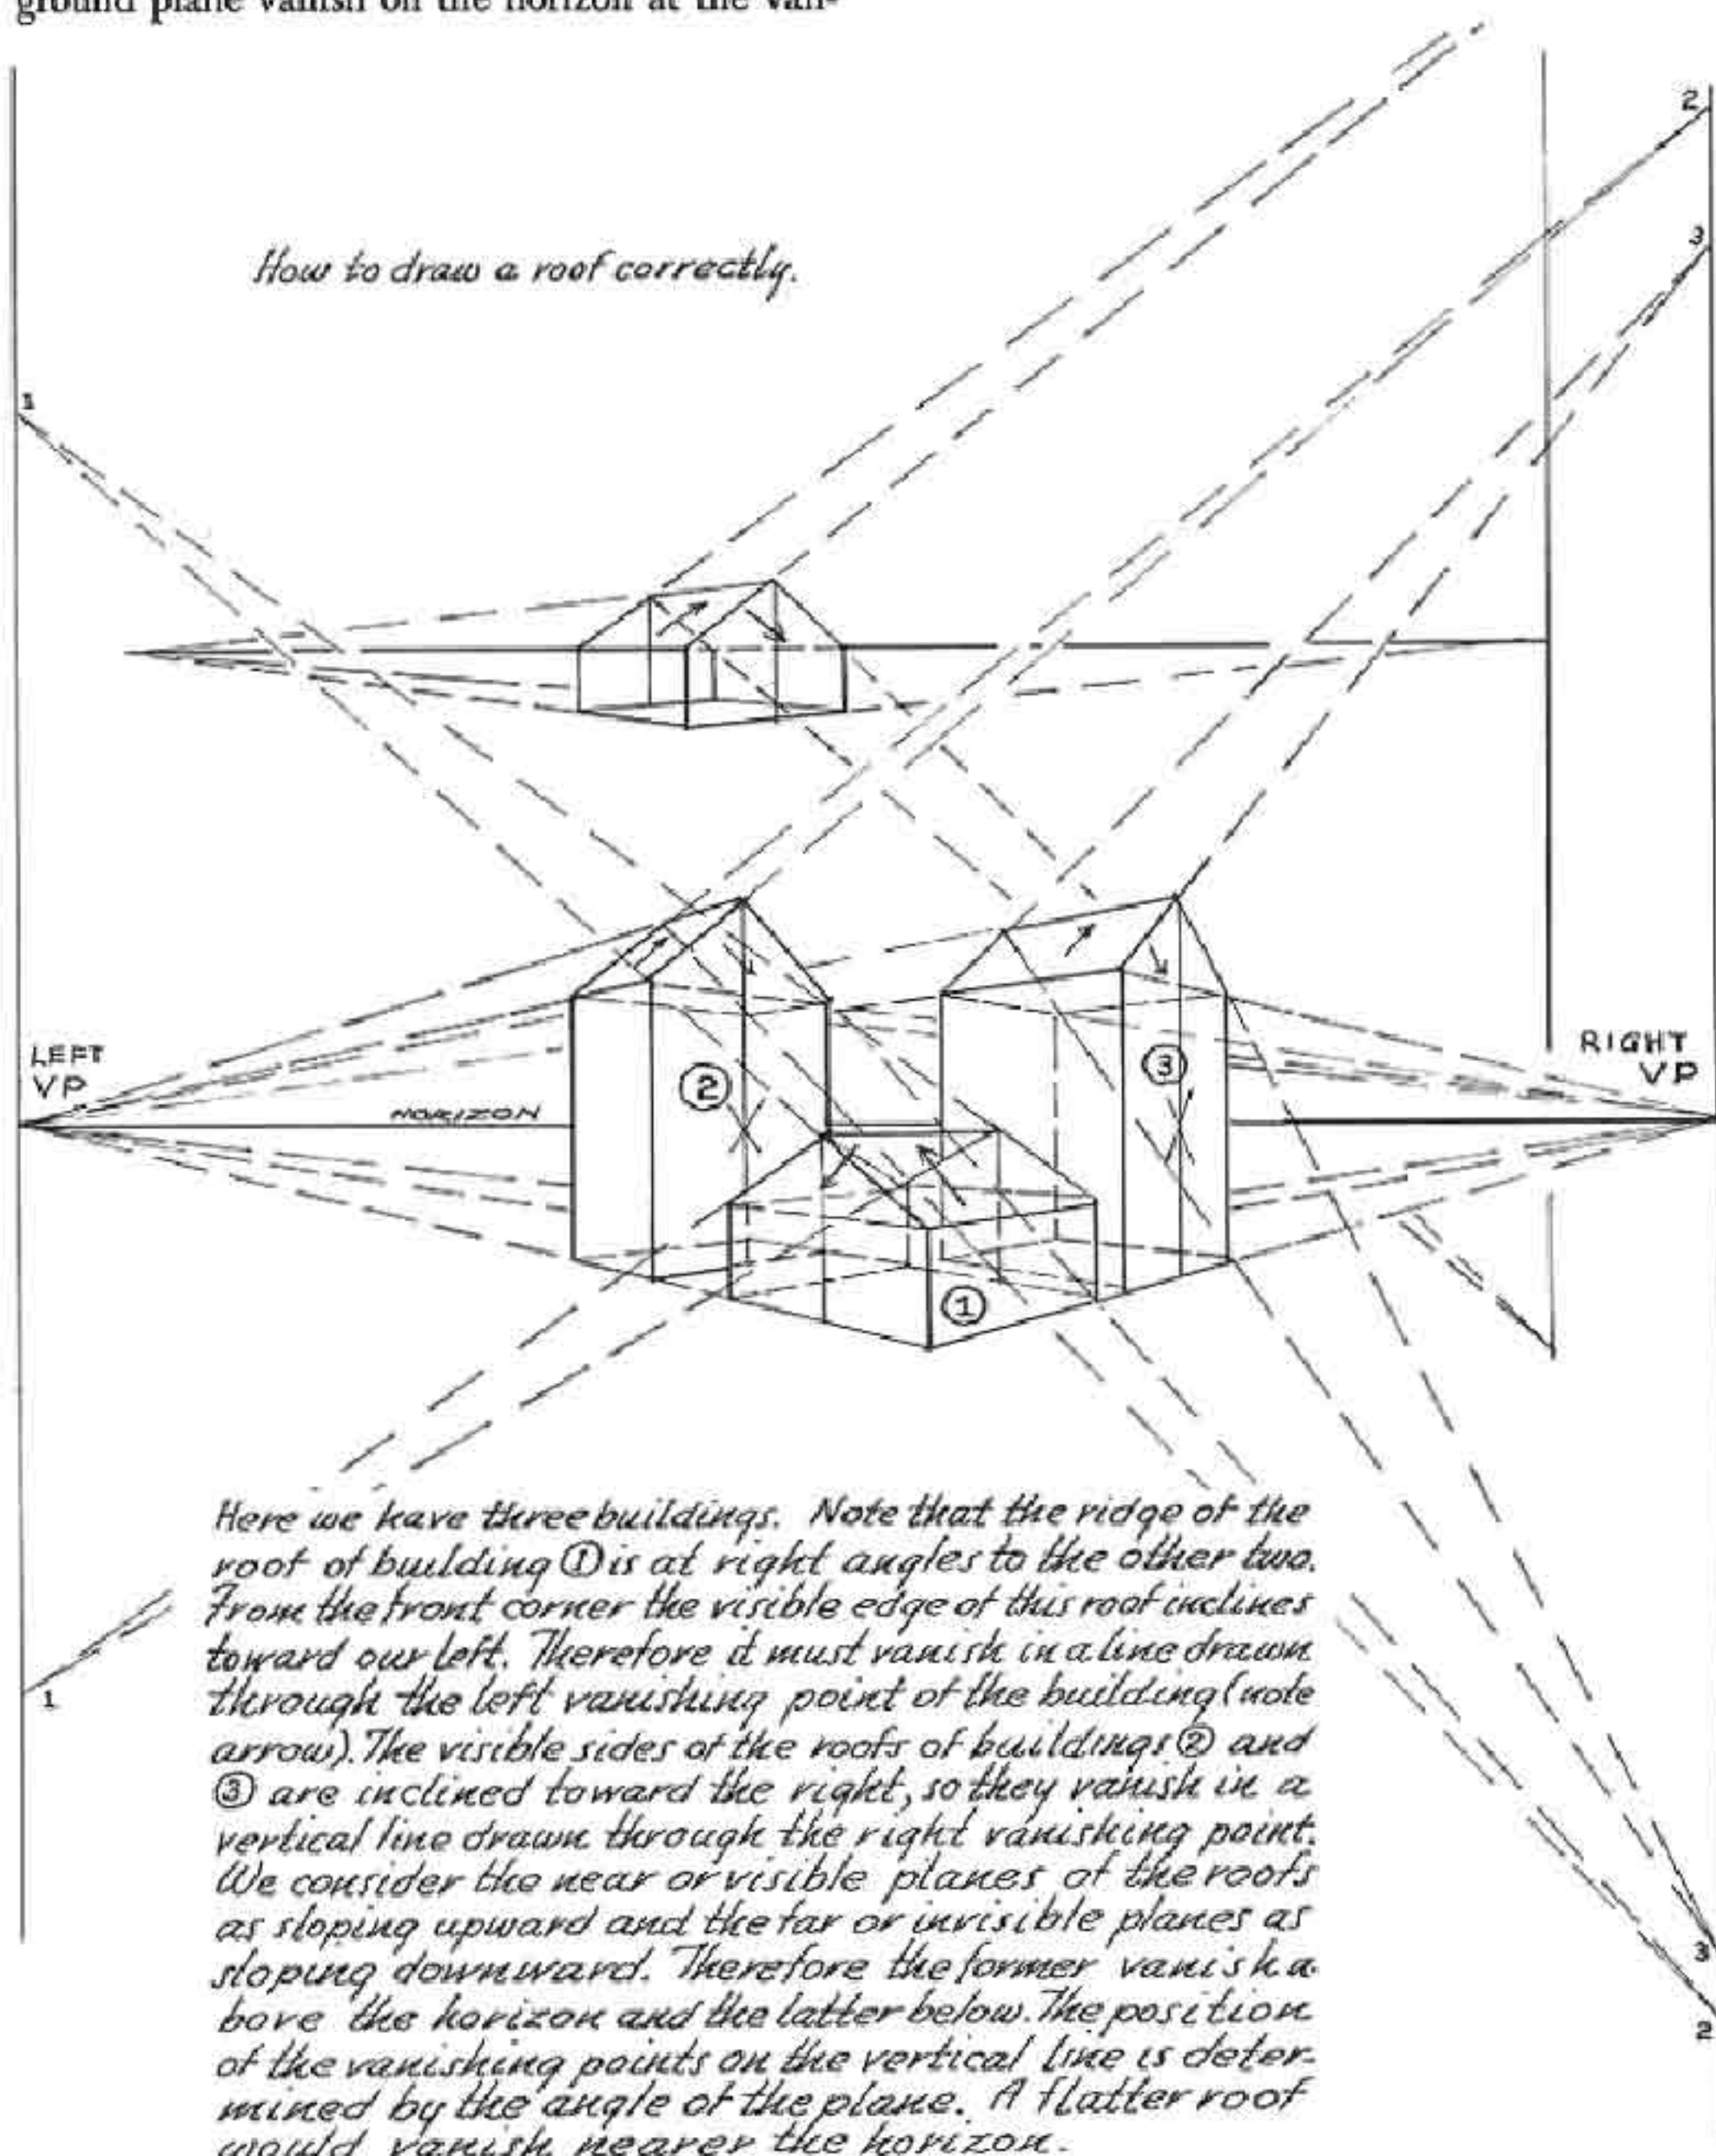 ground plane vanish on the horizon at the van-
2
3
How to draw a roof correctly.
1
LEFT
VP
HORIZON
2
3
RIGHT
VP
1
Here we have three buildings. Note that the ridge of the
roof of building ① is at right angles to the other two.
From the front corner the visible edge of this roof inclines
toward our left. Therefore it must vanish in a line drawn
1
through the left vanishing point of the building (note
arrow). The visible sides of the roofs of buildings ② and
③ are inclined toward the right, so they vanish in a
vertical line drawn through the right vanishing point.
We consider the near or visible planes of the roofs
as sloping upward and the far or invisible planes as
sloping downward. Therefore the former vanish a-
3
bove the horizon and the latter below. The position
2
of the vanishing points on the vertical line is deter-
mined by the angle of the plane. A flatter roof
would vanish nearer the horizon.